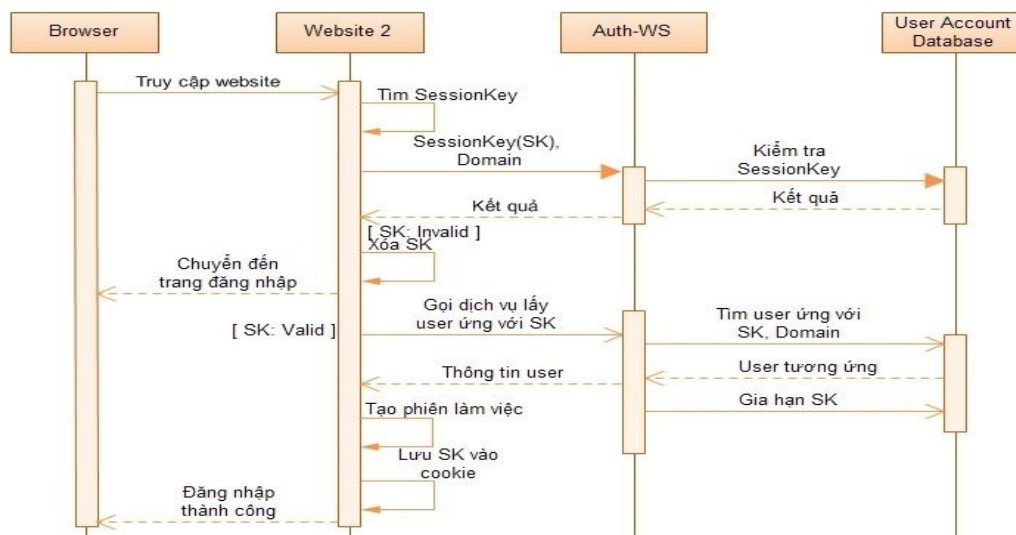 Browser
Website 2
Auth-WS
User Account
Database
Truy cập website
Tìm SessionKey
SessionKey(SK),
Domain
Kiểm tra
SessionKey
Kết quả
Kết quả
[ SK: Invalid ]
Xóa SK
Chuyển đến
trang đăng nhập
[ SK: Valid ]
Gọi dịch vụ lấy
user ứng với SK
Tìm user ứng với
SK, Domain
User tương ứng
Thông tin user
Gia hạn SK
Tạo phiên làm việc
Lưu SK vào
cookie
Đăng nhập
thành công